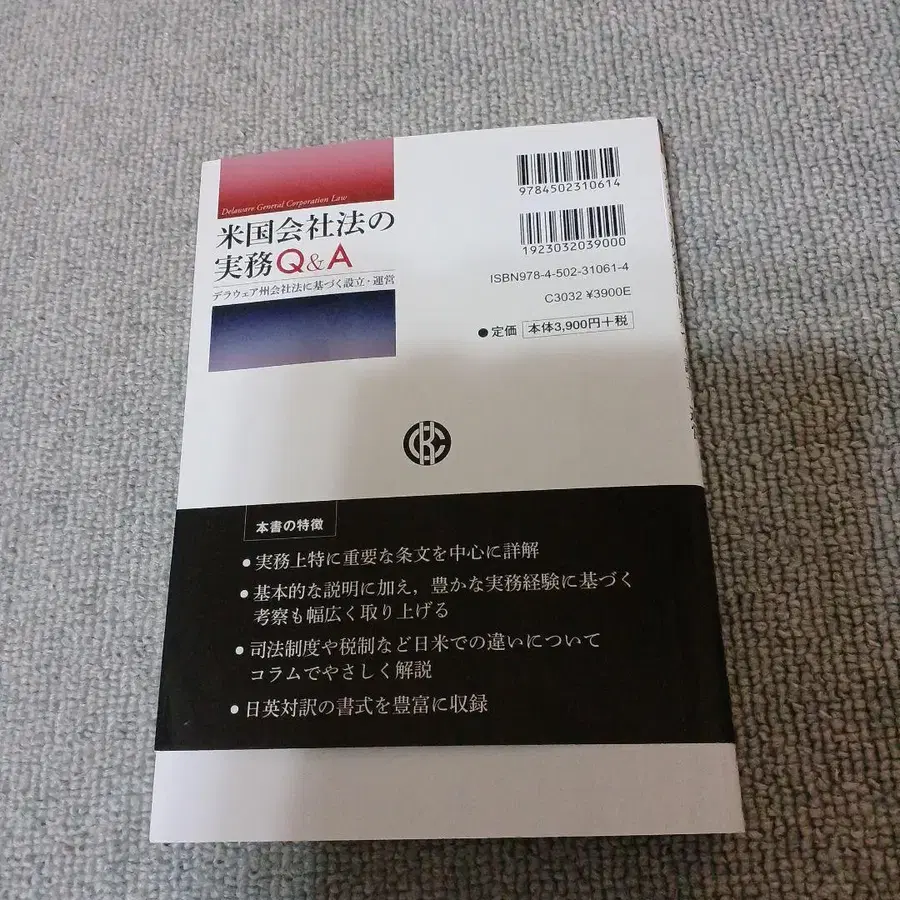 Delaware General Corporation Law
米国会社法の
実務Q&A
デラウェア州会社法に基づく設立・運営
9784502310614
1923032039000
ISBN978-4-502-31061-4
C3032 ¥3900E
●定価 本体3,900円+税
本書の特徴
●実務上特に重要な条文を中心に詳解
●基本的な説明に加え，豊かな実務経験に基づく
考察も幅広く取り上げる
●司法制度や税制など日米での違いについて
コラムでやさしく解説
●日英対訳の書式を豊富に収録